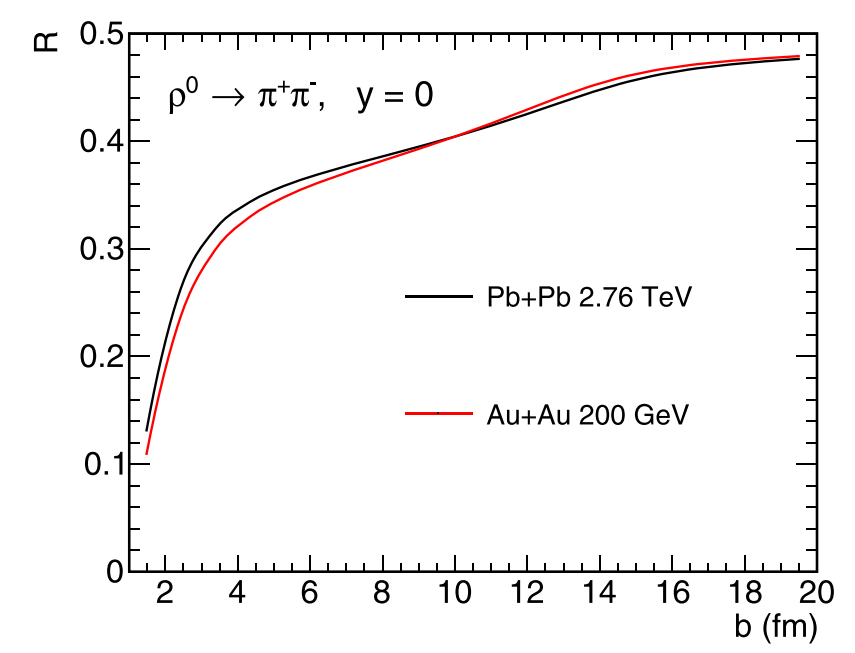 R
0.5
ρ⁰ → π⁺π⁻, y = 0
0.4
0.3
Pb+Pb 2.76 TeV
0.2
Au+Au 200 GeV
0.1
0
2 4 6 8 10 12 14 16 18 20
b (fm)